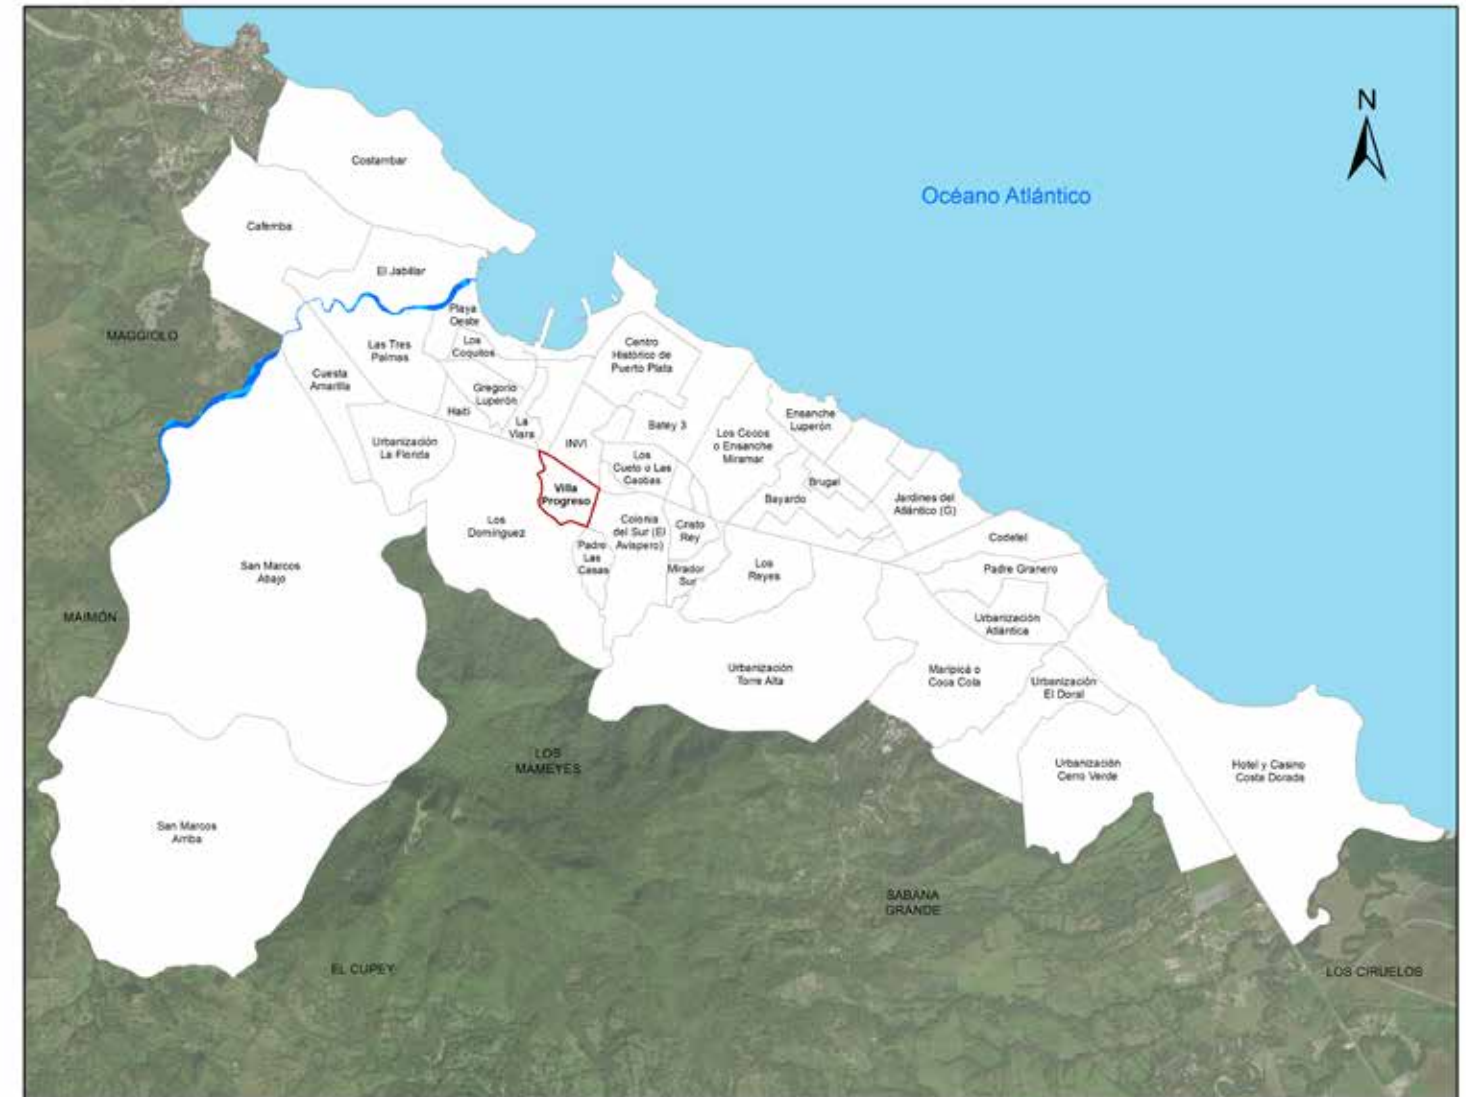 N
Costambar
Océano Atlántico
Cafemba
El Jabillar
Playa
Oeste
MAGGIOLO
Las Tres
Palmas
Los
Coquitos
Centro
Histórico de
Puerto Plata
Cuesta
Amarilla
Gregorio
Luperón
Haití
La
Viara
INVI
Batey 3
Ensanche
Luperón
Los Cocos
o Ensanche
Miramar
Urbanización
La Florida
Los
Cueto o Las
Caobas
Brugal
Bayardo
Villa
Progreso
Jardines del
Atlántico (G)
Los
Domínguez
Colonia
del Sur (El
Avispero)
Cristo
Rey
Codetel
Padre
Las
Casas
Mirador
Sur
Los
Reyes
Padre Granero
San Marcos
Abajo
MAIMÓN
Urbanización
Atlántica
Urbanización
Torre Alta
Maripicá o
Coca Cola
Urbanización
El Doral
LOS
MAMEYES
Urbanización
Cerro Verde
Hotel y Casino
Costa Dorada
San Marcos
Arriba
SABANA
GRANDE
EL CUPEY
LOS CIRUELOS